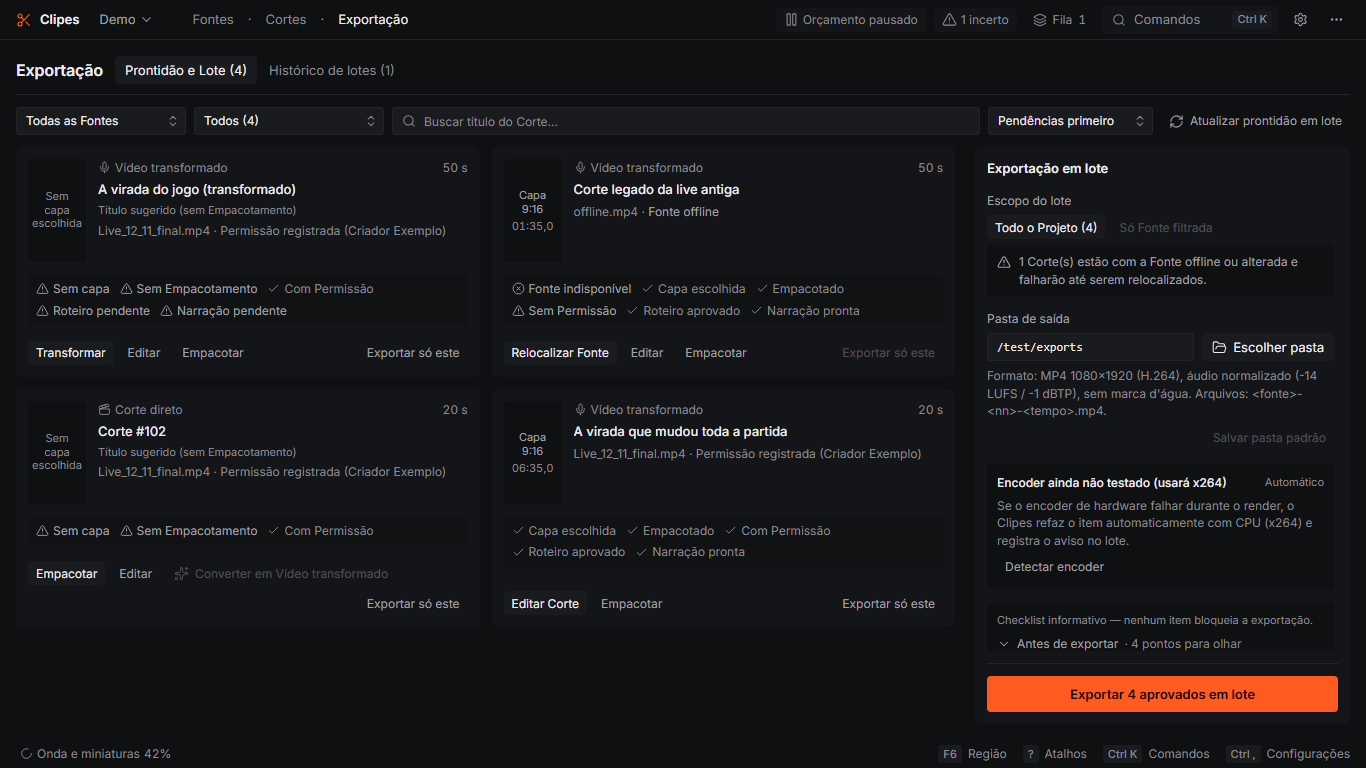 Clipes Demo Fontes · Cortes · Exportação Orçamento pausado 1 incerto Fila 1 Comandos Ctrl K
Exportação Prontidão e Lote (4) Histórico de lotes (1)
Todas as Fontes Todos (4) Buscar título do Corte... Pendências primeiro Atualizar prontidão em lote
Sem capa escolhida
Vídeo transformado 50 s
A virada do jogo (transformado)
Título sugerido (sem Empacotamento)
Live_12_11_final.mp4 · Permissão registrada (Criador Exemplo)
Sem capa Sem Empacotamento Com Permissão
Roteiro pendente Narração pendente
Transformar Editar Empacotar Exportar só este
Capa
9:16
01:35,0
Vídeo transformado 50 s
Corte legado da live antiga
offline.mp4 · Fonte offline
Fonte indisponível Capa escolhida Empacotado
Sem Permissão Roteiro aprovado Narração pronta
Relocalizar Fonte Editar Empacotar Exportar só este
Sem capa escolhida
Corte direto 20 s
Corte #102
Título sugerido (sem Empacotamento)
Live_12_11_final.mp4 · Permissão registrada (Criador Exemplo)
Sem capa Sem Empacotamento Com Permissão
Empacotar Editar Converter em Vídeo transformado
Exportar só este
Capa
9:16
06:35,0
Vídeo transformado 20 s
A virada que mudou toda a partida
Live_12_11_final.mp4 · Permissão registrada (Criador Exemplo)
Capa escolhida Empacotado Com Permissão
Roteiro aprovado Narração pronta
Editar Corte Empacotar Exportar só este
Exportação em lote
Escopo do lote
Todo o Projeto (4) Só Fonte filtrada
1 Corte(s) estão com a Fonte offline ou alterada e
falharão até serem relocalizados.
Pasta de saída
/test/exports Escolher pasta
Formato: MP4 1080×1920 (H.264), áudio normalizado (-14
LUFS / -1 dBTP), sem marca d'água. Arquivos: <fonte>-
<nn>-<tempo>.mp4.
Salvar pasta padrão
Encoder ainda não testado (usará x264) Automático
Se o encoder de hardware falhar durante o render, o
Clipes refaz o item automaticamente com CPU (x264) e
registra o aviso no lote.
Detectar encoder
Checklist informativo — nenhum item bloqueia a exportação.
Antes de exportar · 4 pontos para olhar
Exportar 4 aprovados em lote
Onda e miniaturas 42% F6 Região ? Atalhos Ctrl K Comandos Ctrl , Configurações